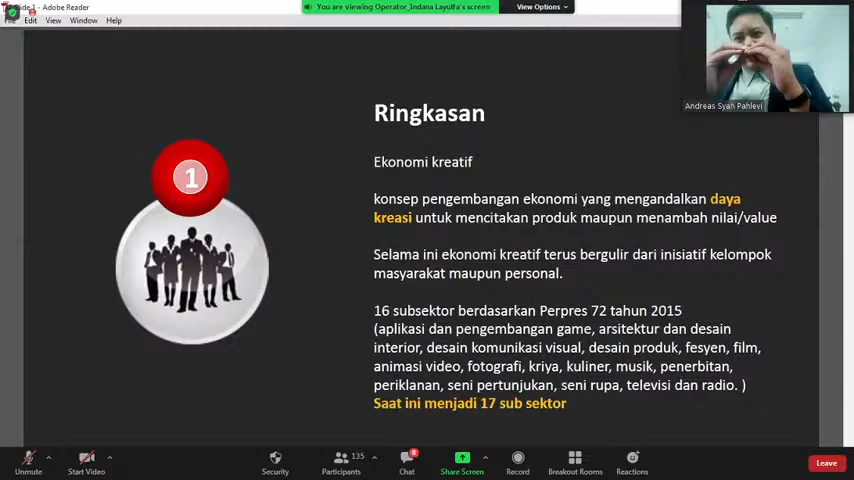 Slide 1 - Adobe Reader
You are viewing Operator_Indana Layulfa's screen
View Options
File Edit View Window Help
Andreas Syah Pahlevi
1
Ringkasan
Ekonomi kreatif
konsep pengembangan ekonomi yang mengandalkan daya
kreasi untuk mencitakan produk maupun menambah nilai/value
Selama ini ekonomi kreatif terus bergulir dari inisiatif kelompok
masyarakat maupun personal.
16 subsektor berdasarkan Perpres 72 tahun 2015
(aplikasi dan pengembangan game, arsitektur dan desain
interior, desain komunikasi visual, desain produk, fesyen, film,
animasi video, fotografi, kriya, kuliner, musik, penerbitan,
periklanan, seni pertunjukan, seni rupa, televisi dan radio. )
Saat ini menjadi 17 sub sektor
135
8
Unmute Start Video Security Participants Chat Share Screen Record Breakout Rooms Reactions Leave